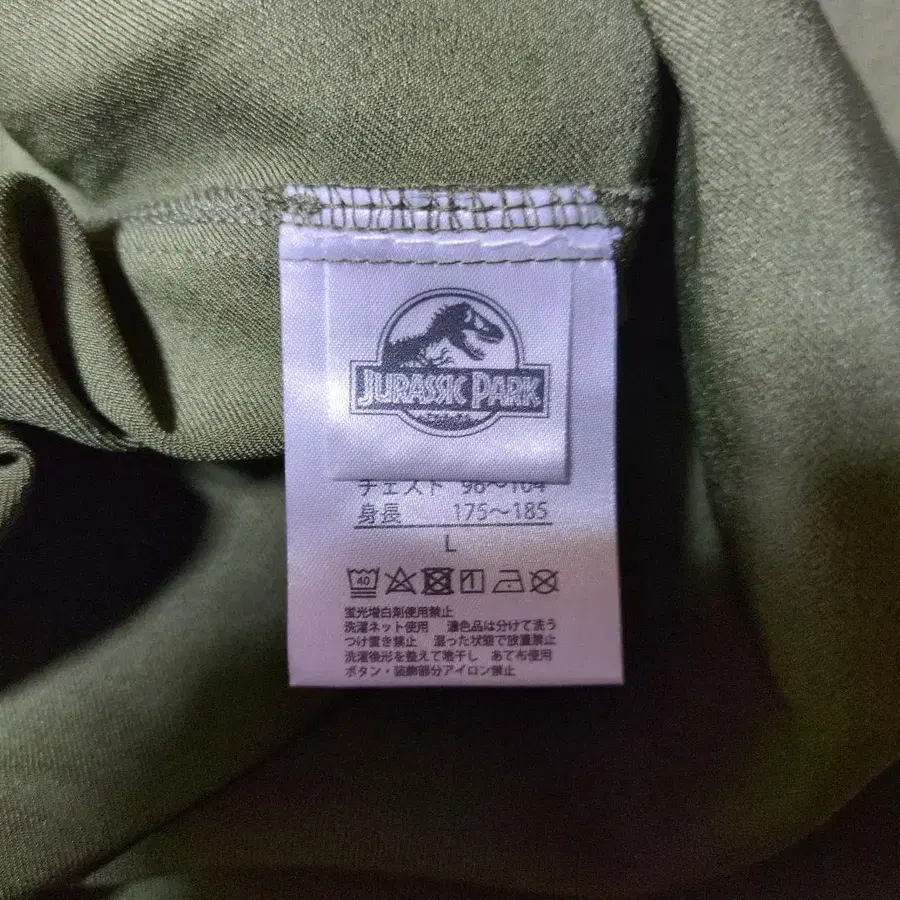 JURASSIC PARK
チェスト 96～104
身長 175～185
L
40
蛍光増白剤使用禁止
洗濯ネット使用 濃色品は分けて洗う
つけ置き禁止 湿った状態で放置禁止
洗濯後形を整えて陰干し あて布使用
ボタン・装飾部分アイロン禁止